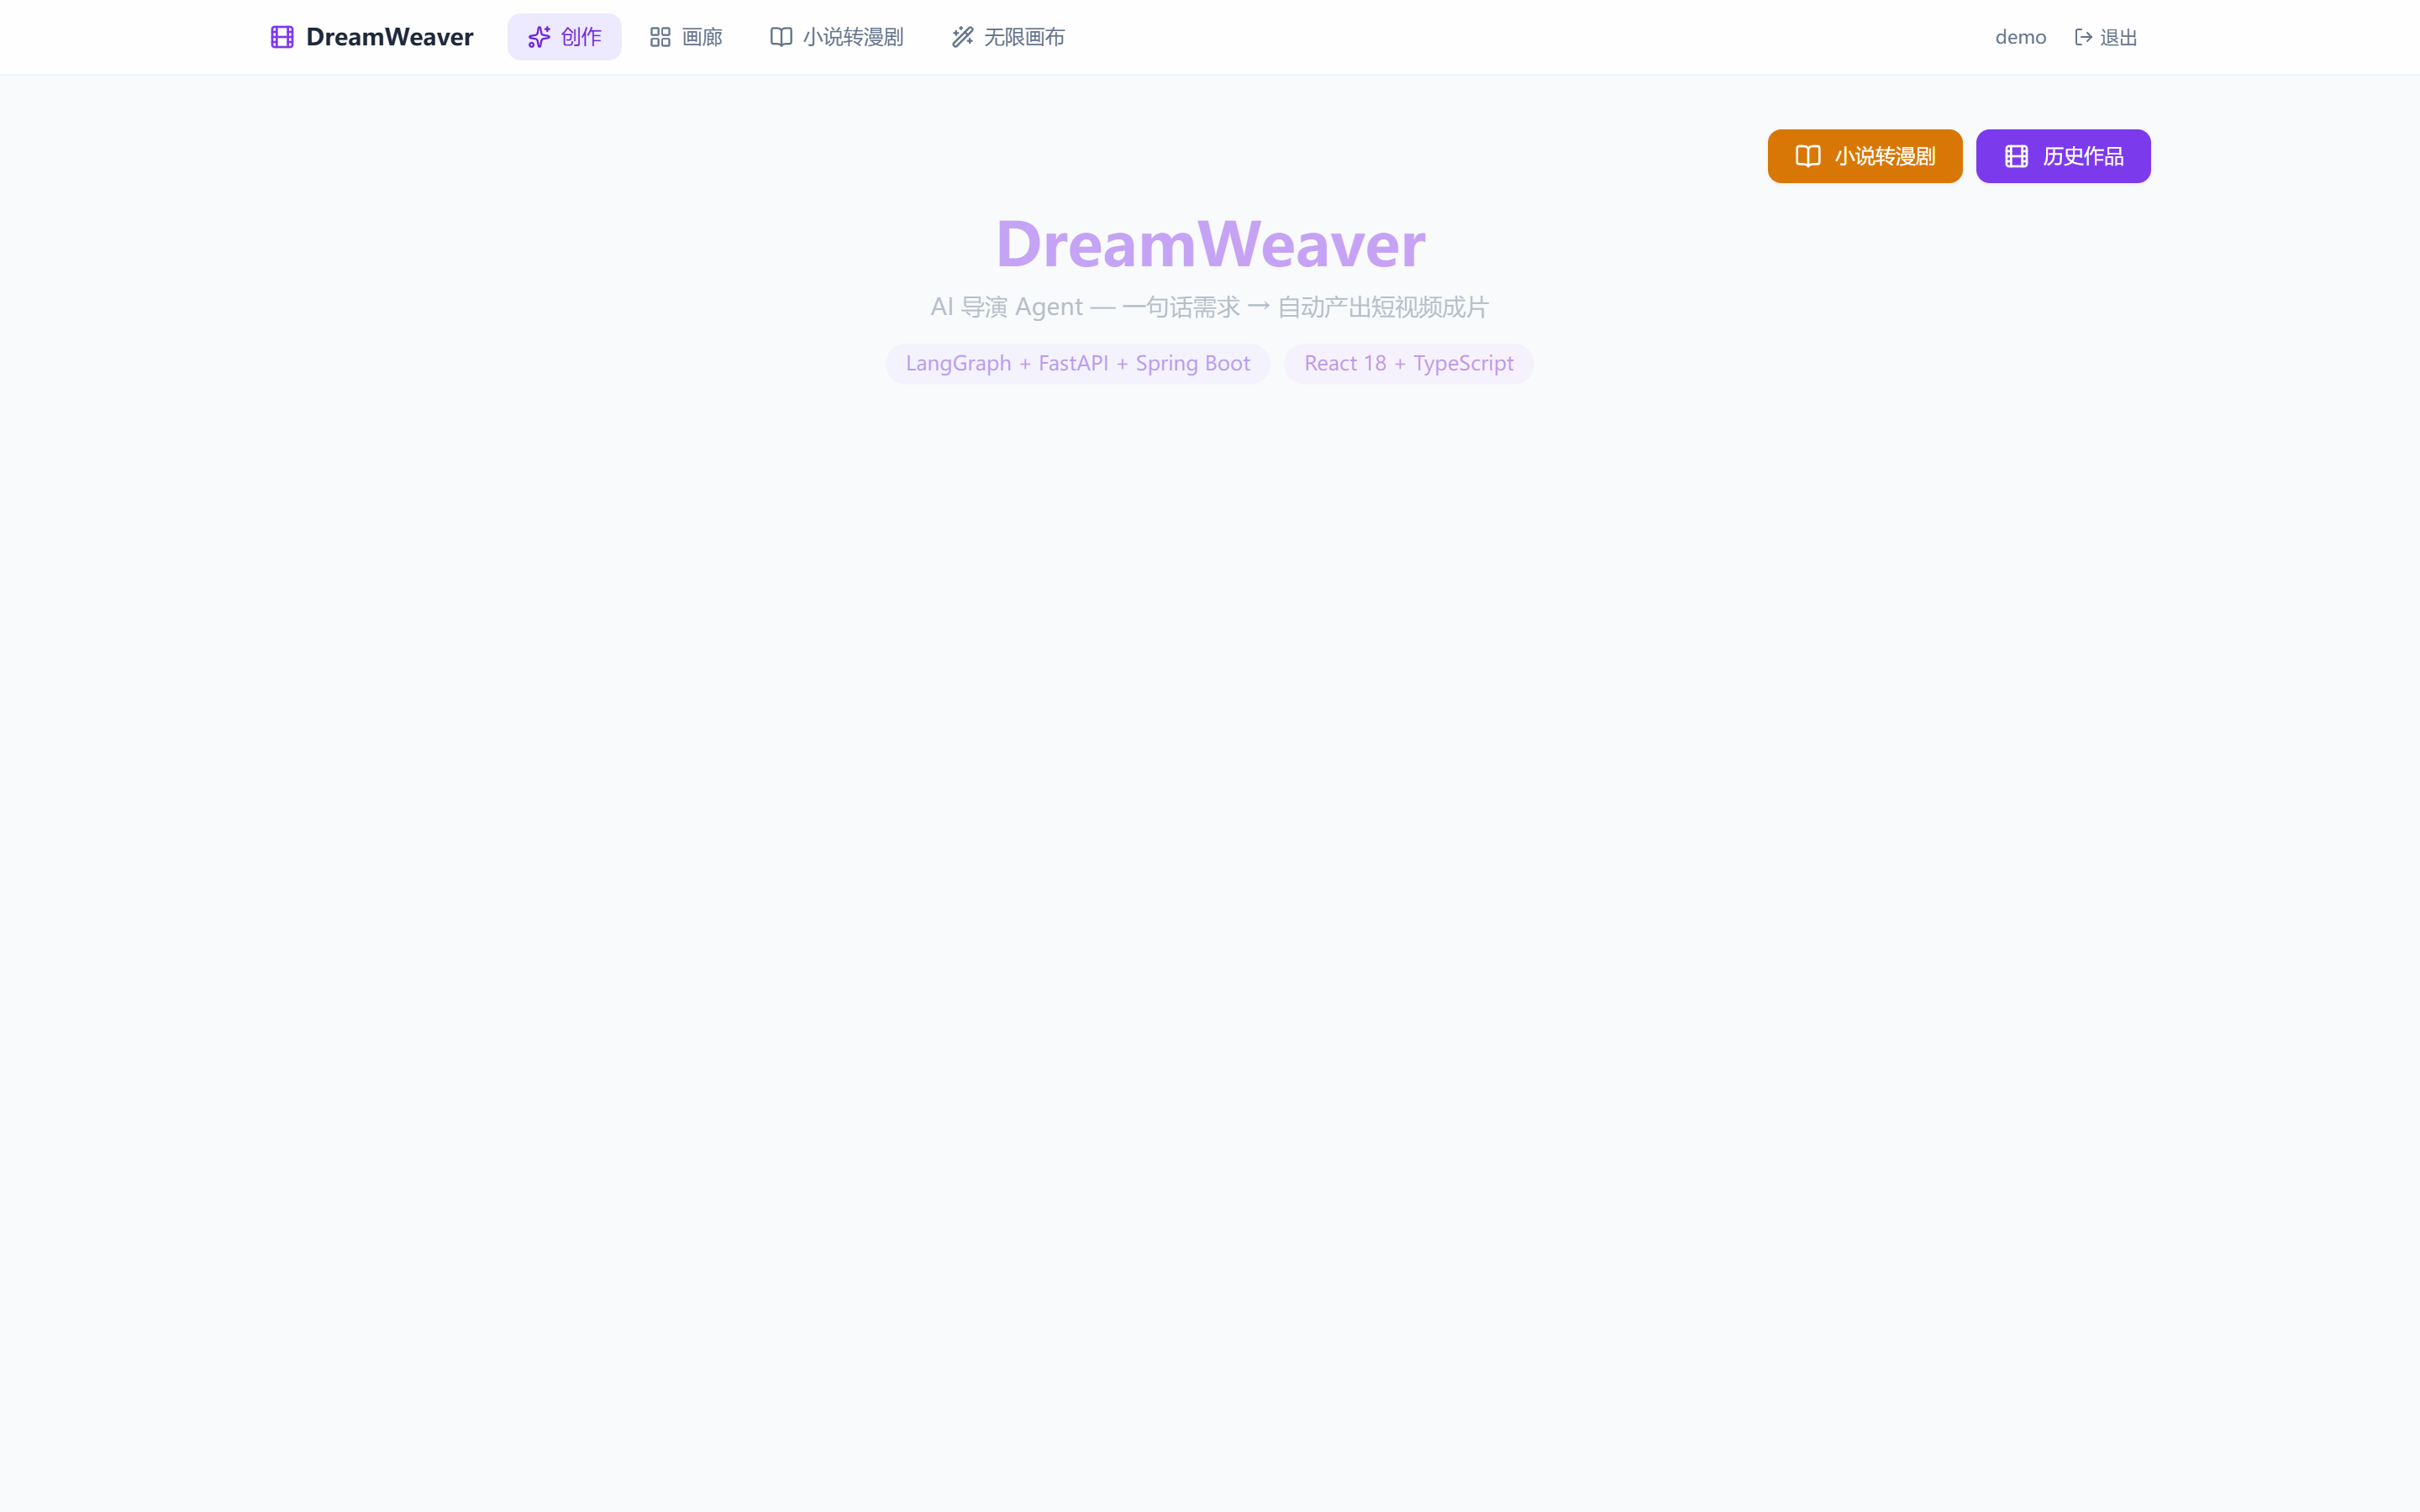 DreamWeaver 创作 画廊 小说转漫剧 无限画布 demo 退出
小说转漫剧 历史作品
DreamWeaver
AI 导演 Agent — 一句话需求 → 自动产出短视频成片
LangGraph + FastAPI + Spring Boot React 18 + TypeScript